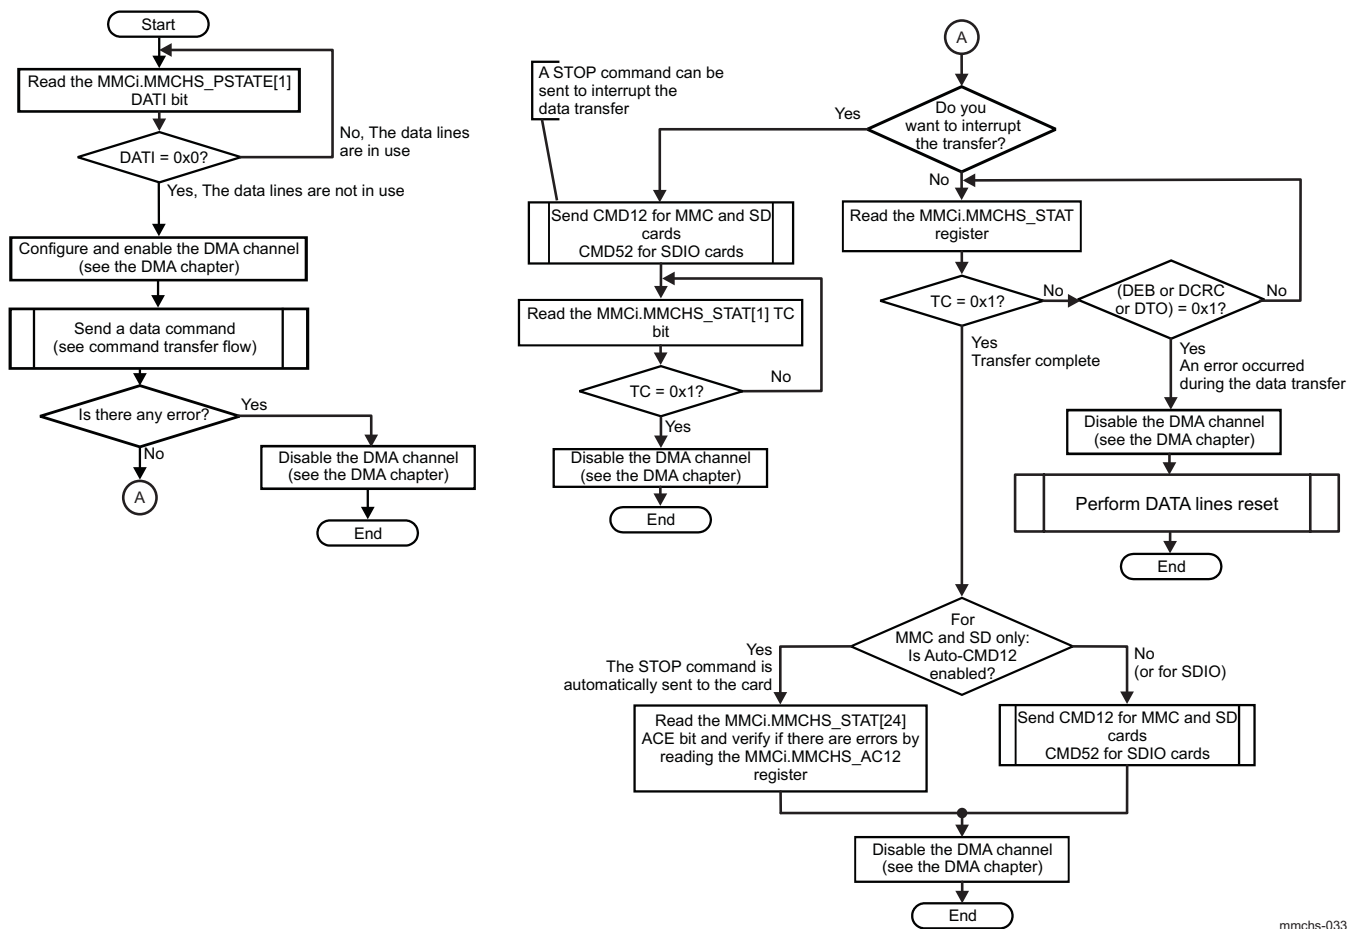 Start
Read the MMCi.MMCHS_PSTATE[1]
DATI bit
DATI = 0x0?
No, The data lines
are in use
Yes, The data lines are not in use
Configure and enable the DMA channel
(see the DMA chapter)
Send a data command
(see command transfer flow)
Is there any error?
Yes
No
A
Disable the DMA channel
(see the DMA chapter)
End
A
Do you
want to interrupt
the transfer?
Yes
No
A STOP command can be
sent to interrupt the
data transfer
Send CMD12 for MMC and SD
cards
CMD52 for SDIO cards
Read the MMCi.MMCHS_STAT[1] TC
bit
TC = 0x1?
No
Yes
Disable the DMA channel
(see the DMA chapter)
End
Read the MMCi.MMCHS_STAT
register
TC = 0x1?
No
(DEB or DCRC
or DTO) = 0x1?
No
Yes
Transfer complete
Yes
An error occurred
during the data transfer
Disable the DMA channel
(see the DMA chapter)
Perform DATA lines reset
End
For
MMC and SD only:
Is Auto-CMD12
enabled?
Yes
The STOP command is
automatically sent to the card
No
(or for SDIO)
Read the MMCi.MMCHS_STAT[24]
ACE bit and verify if there are errors by
reading the MMCi.MMCHS_AC12
register
Send CMD12 for MMC and SD
cards
CMD52 for SDIO cards
Disable the DMA channel
(see the DMA chapter)
End
mmchs-033